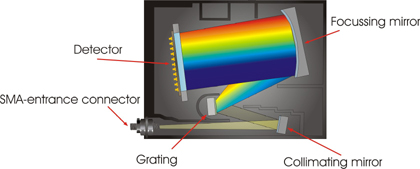 Focussing mirror
Detector
SMA-entrance connector
Grating
Collimating mirror